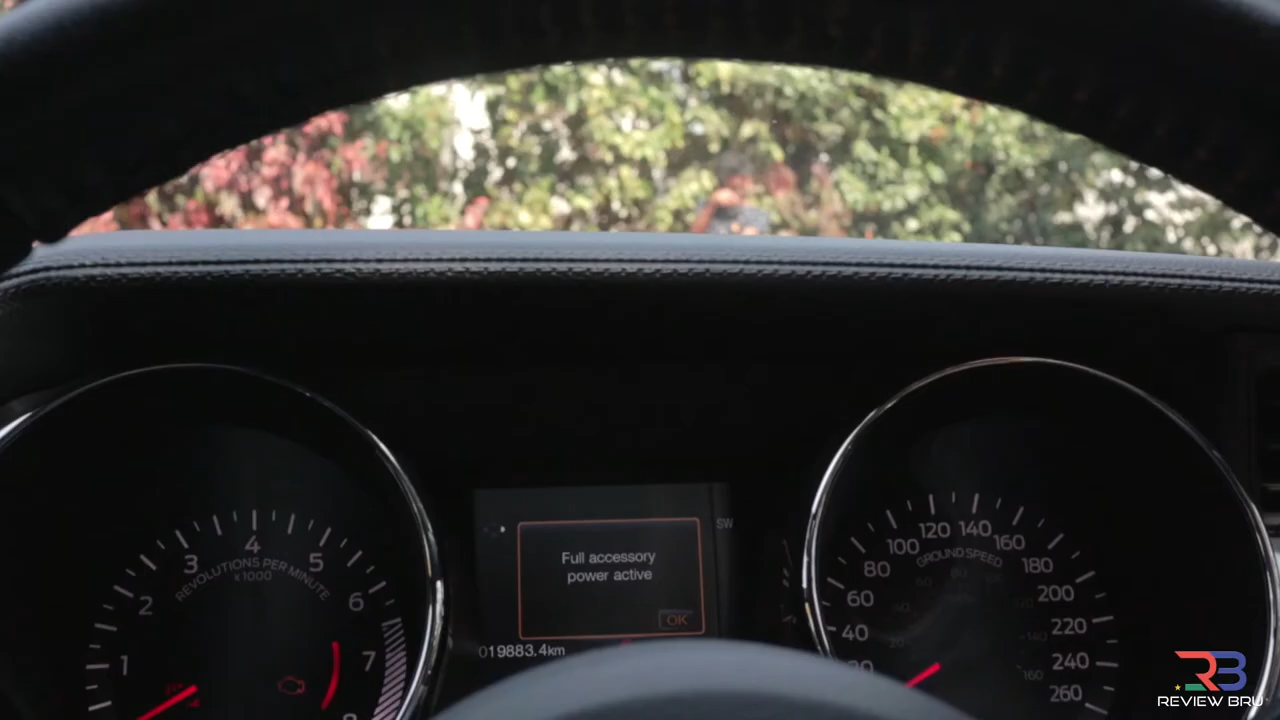 4
3
5
REVOLUTIONS PER MINUTE
x1000
2
6
1
7
SW
Full accessory
power active
OK
019883.4km
120 140
100
160
GROUND SPEED
80
180
60
200
40
220
240
260
REVIEW BRU